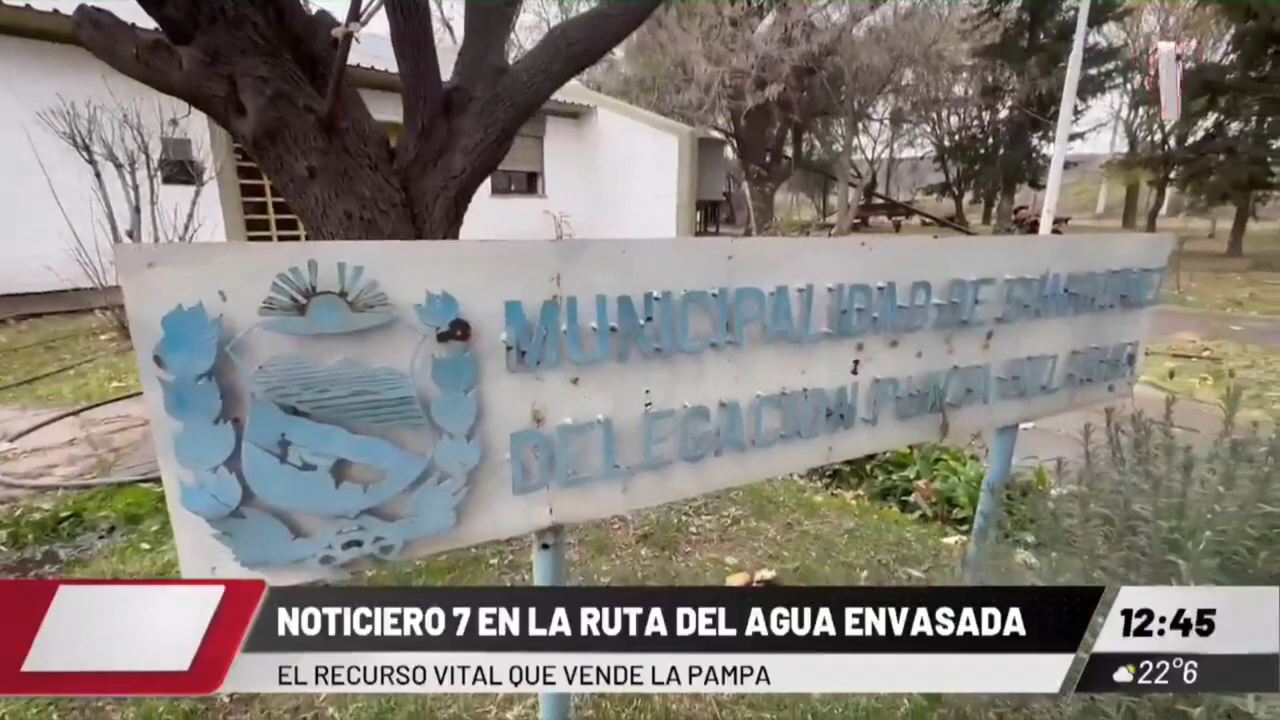 MUNICIPALIDAD DE
DELEGACION
NOTICIERO 7 EN LA RUTA DEL AGUA ENVASADA
EL RECURSO VITAL QUE VENDE LA PAMPA
12:45
22°6